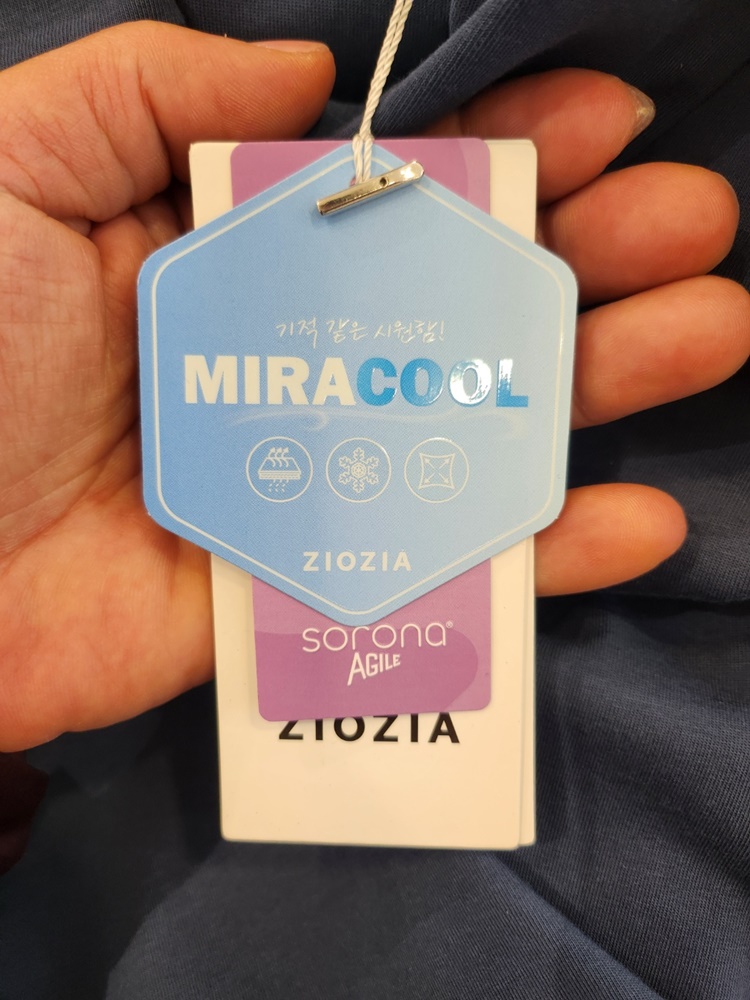 기적 같은 시원함!
MIRACOOL
ZIOZIA
sorona®
AGILE
ZIOZIA